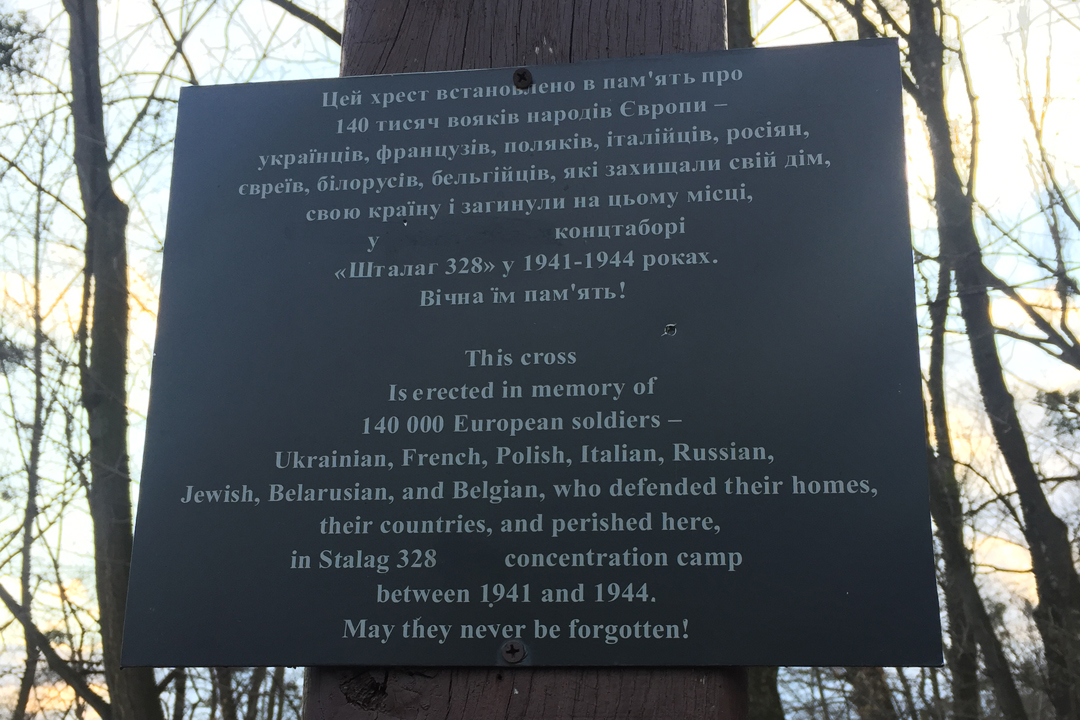 Цей хрест встановлено в пам'ять про
140 тисяч вояків народів Європи –
українців, французів, поляків, італійців, росіян,
євреїв, білорусів, бельгійців, які захищали свій дім,
свою країну і загинули на цьому місці,
у концтаборі
«Шталаг 328» у 1941-1944 роках.
Вічна їм пам'ять!
This cross
Is erected in memory of
140 000 European soldiers –
Ukrainian, French, Polish, Italian, Russian,
Jewish, Belarusian, and Belgian, who defended their homes,
their countries, and perished here,
in Stalag 328 concentration camp
between 1941 and 1944.
May they never be forgotten!